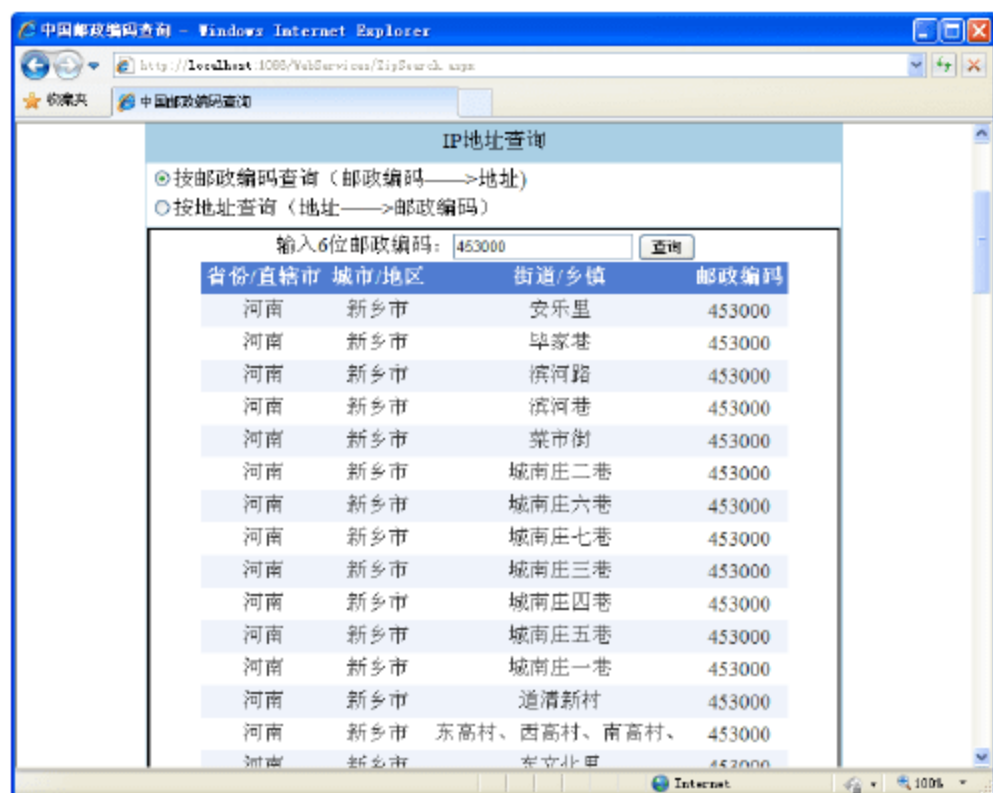 中国邮政编码查询 - Windows Internet Explorer
http://localhost:1088/WebServices/ZipSearch.aspx
收藏夹
中国邮政编码查询
IP地址查询
按邮政编码查询（邮政编码——>地址)
按地址查询（地址——>邮政编码）
输入6位邮政编码： 453000 查询
省份/直辖市 城市/地区 街道/乡镇 邮政编码
河南 新乡市 安乐里 453000
河南 新乡市 毕家巷 453000
河南 新乡市 滨河路 453000
河南 新乡市 滨河巷 453000
河南 新乡市 菜市街 453000
河南 新乡市 城南庄二巷 453000
河南 新乡市 城南庄六巷 453000
河南 新乡市 城南庄七巷 453000
河南 新乡市 城南庄三巷 453000
河南 新乡市 城南庄四巷 453000
河南 新乡市 城南庄五巷 453000
河南 新乡市 城南庄一巷 453000
河南 新乡市 道清新村 453000
河南 新乡市 东高村、西高村、南高村、 453000
河南 新乡市 东文北里 453000
Internet 100%